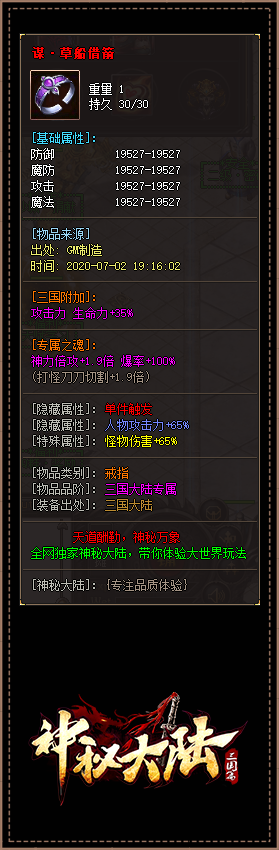 谋·草船借箭
重量 1
持久 30/30
[基础属性]:
防御 19527-19527
魔防 19527-19527
攻击 19527-19527
魔法 19527-19527
[物品来源]
出处: GM制造
时间: 2020-07-02 19:16:02
[三国附加]:
攻击力 生命力+35%
[专属之魂]:
神力倍攻+1.9倍 爆率+100%
(打怪刀刀切割+1.9倍)
[隐藏属性]: 单件触发
[隐藏属性]: 人物攻击力+65%
[特殊属性]: 怪物伤害+65%
[物品类别]: 戒指
[物品品阶]: 三国大陆专属
[装备出处]: 三国大陆
天道酬勤，神秘万象
全网独家神秘大陆，带你体验大世界玩法
[神秘大陆]: {专注品质体验}
神秘大陆
三国篇